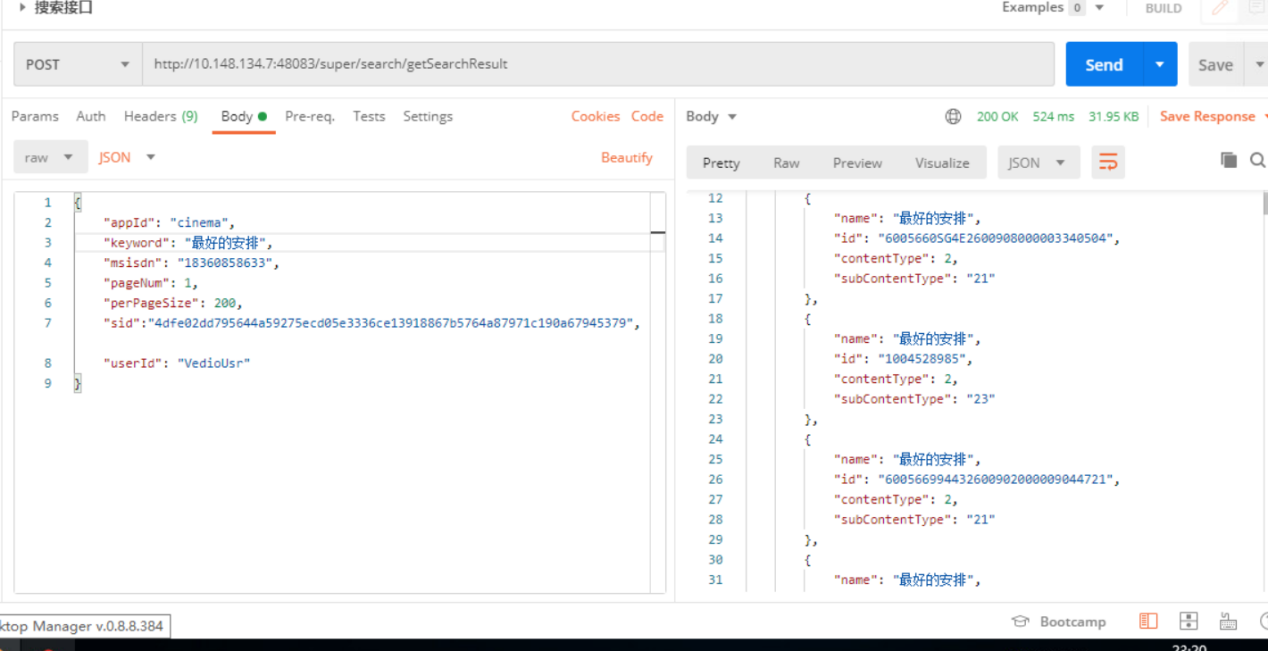 搜索接口
Examples 0
BUILD
POST
http://10.148.134.7:48083/super/search/getSearchResult
Send
Save
Params Auth Headers (9) Body Pre-req. Tests Settings Cookies Code
raw JSON Beautify
1 {
2 "appId": "cinema",
3 "keyword": "最好的安排",
4 "msisdn": "18360858633",
5 "pageNum": 1,
6 "perPageSize": 200,
7 "sid":"4dfe02dd795644a59275ecd05e3336ce13918867b5764a87971c190a67945379",
8 "userId": "VedioUsr"
9 }
Body 200 OK 524 ms 31.95 KB Save Response
Pretty Raw Preview Visualize JSON
12 {
13 "name": "最好的安排",
14 "id": "6005660SG4E2600908000003340504",
15 "contentType": 2,
16 "subContentType": "21"
17 },
18 {
19 "name": "最好的安排",
20 "id": "1004528985",
21 "contentType": 2,
22 "subContentType": "23"
23 },
24 {
25 "name": "最好的安排",
26 "id": "600566994432600902000009044721",
27 "contentType": 2,
28 "subContentType": "21"
29 },
30 {
31 "name": "最好的安排",
Bootcamp
ktop Manager v.0.8.8.384
23:20